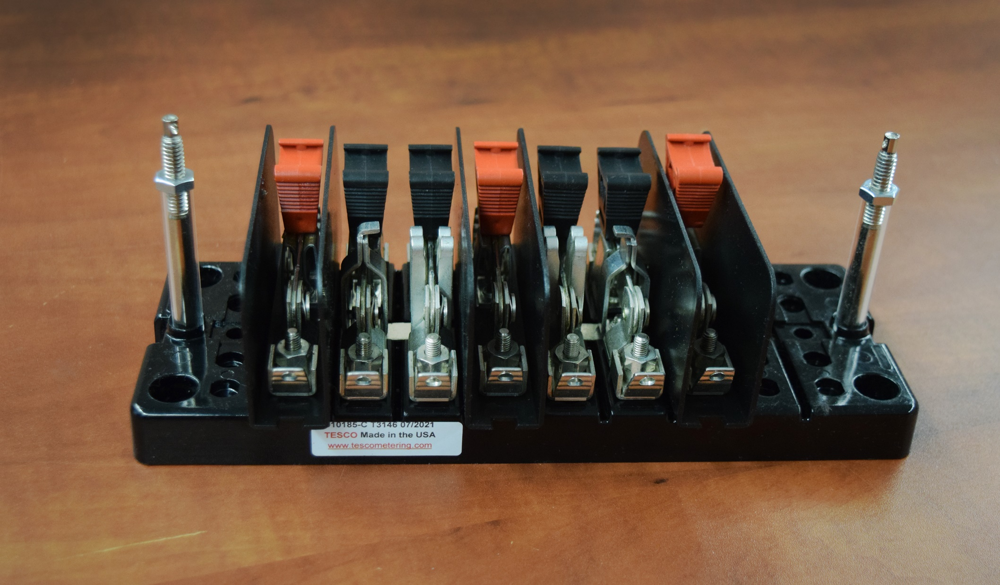 10185-C T3146 07/2021
TESCO Made in the USA
www.tescometering.com